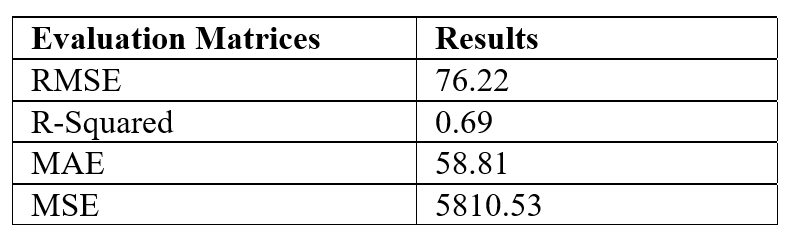 Evaluation Matrices Results
RMSE 76.22
R-Squared 0.69
MAE 58.81
MSE 5810.53